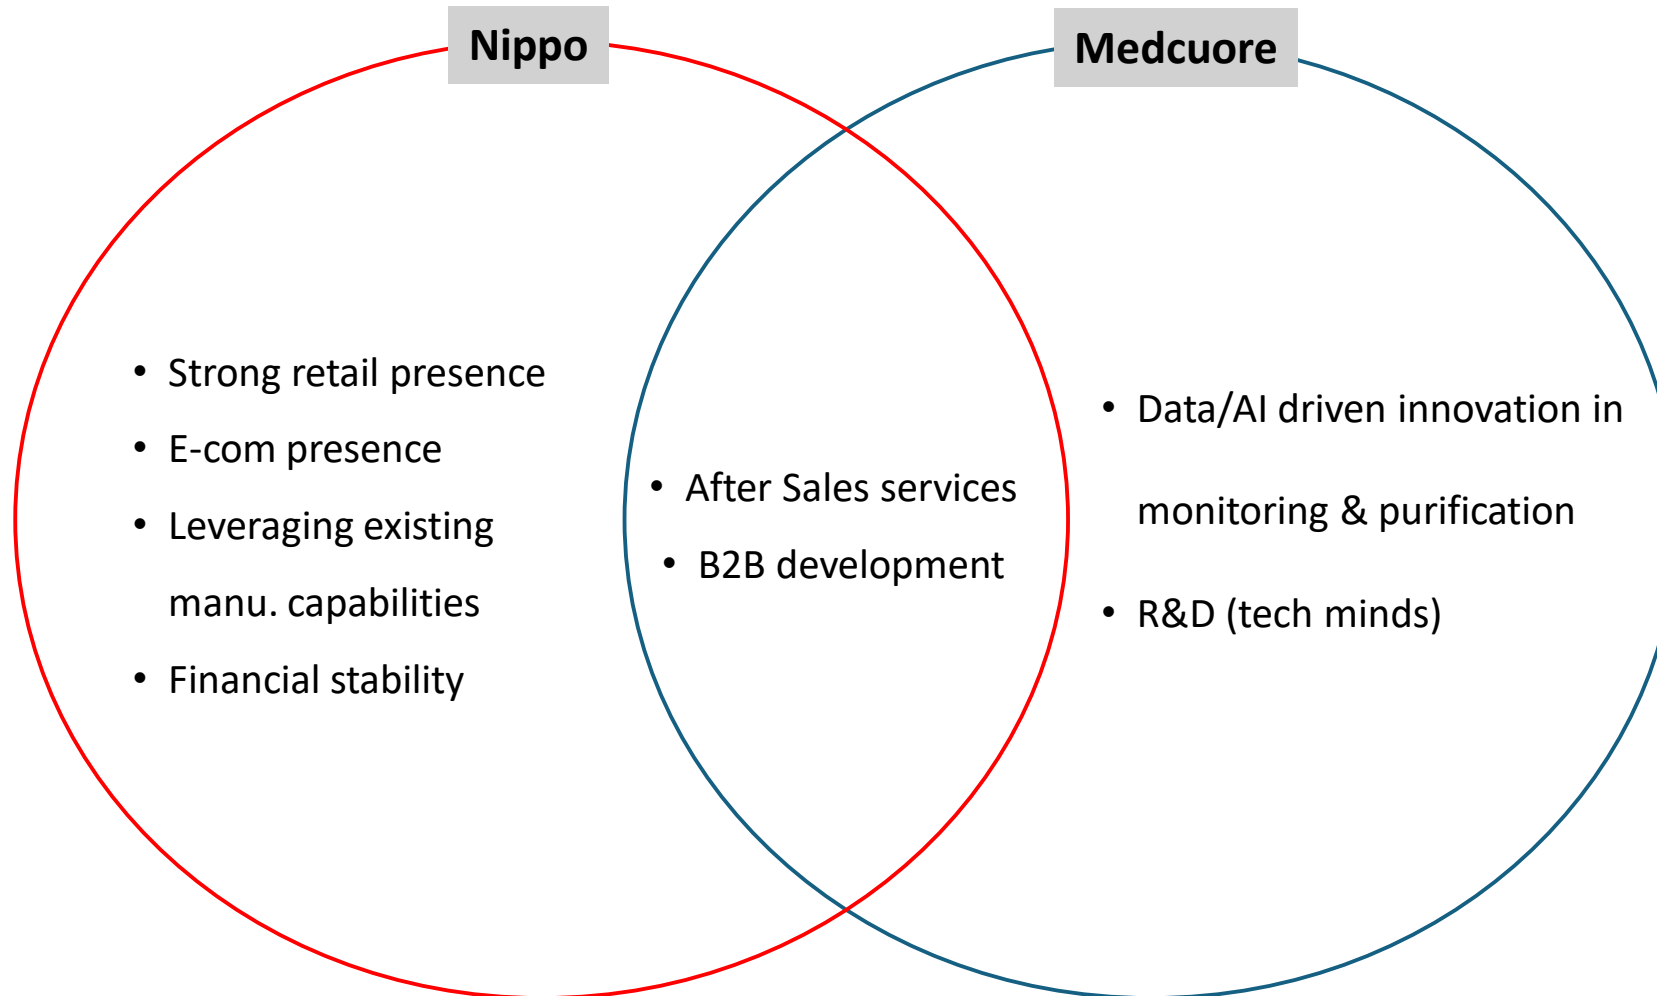 Nippo
Medcuore
• Strong retail presence
• E-com presence
• Leveraging existing
manu. capabilities
• Financial stability
• After Sales services
• B2B development
• Data/AI driven innovation in
monitoring & purification
• R&D (tech minds)